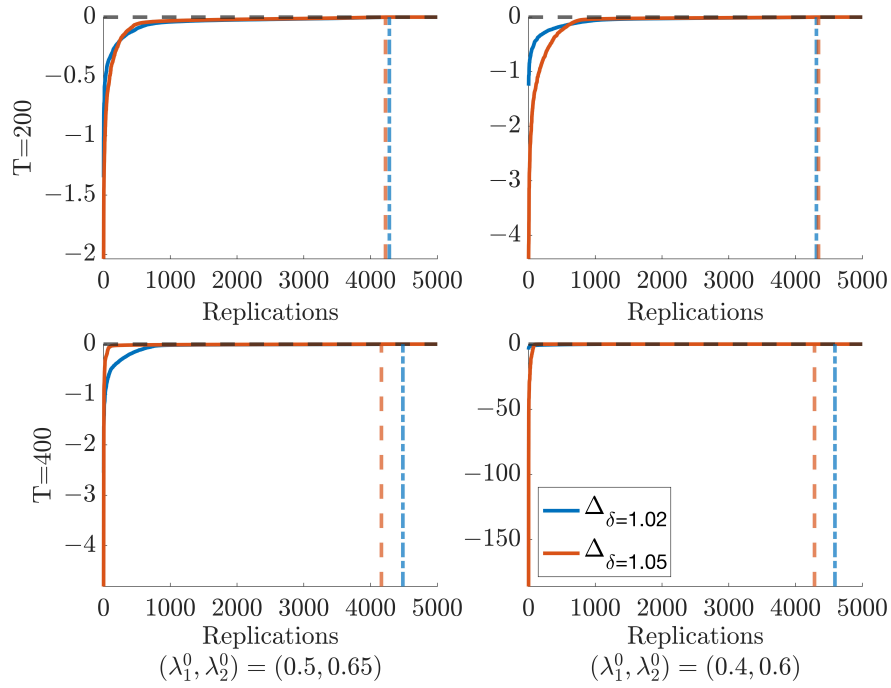 0
−0.5
−1
−1.5
−2
T=200
0 1000 2000 3000 4000 5000
Replications
0
−1
−2
−3
−4
0 1000 2000 3000 4000 5000
Replications
0
−1
−2
−3
−4
T=400
0 1000 2000 3000 4000 5000
Replications
(λ₁⁰, λ₂⁰) = (0.5, 0.65)
0
−50
−100
−150
Δ δ=1.02
Δ δ=1.05
0 1000 2000 3000 4000 5000
Replications
(λ₁⁰, λ₂⁰) = (0.4, 0.6)